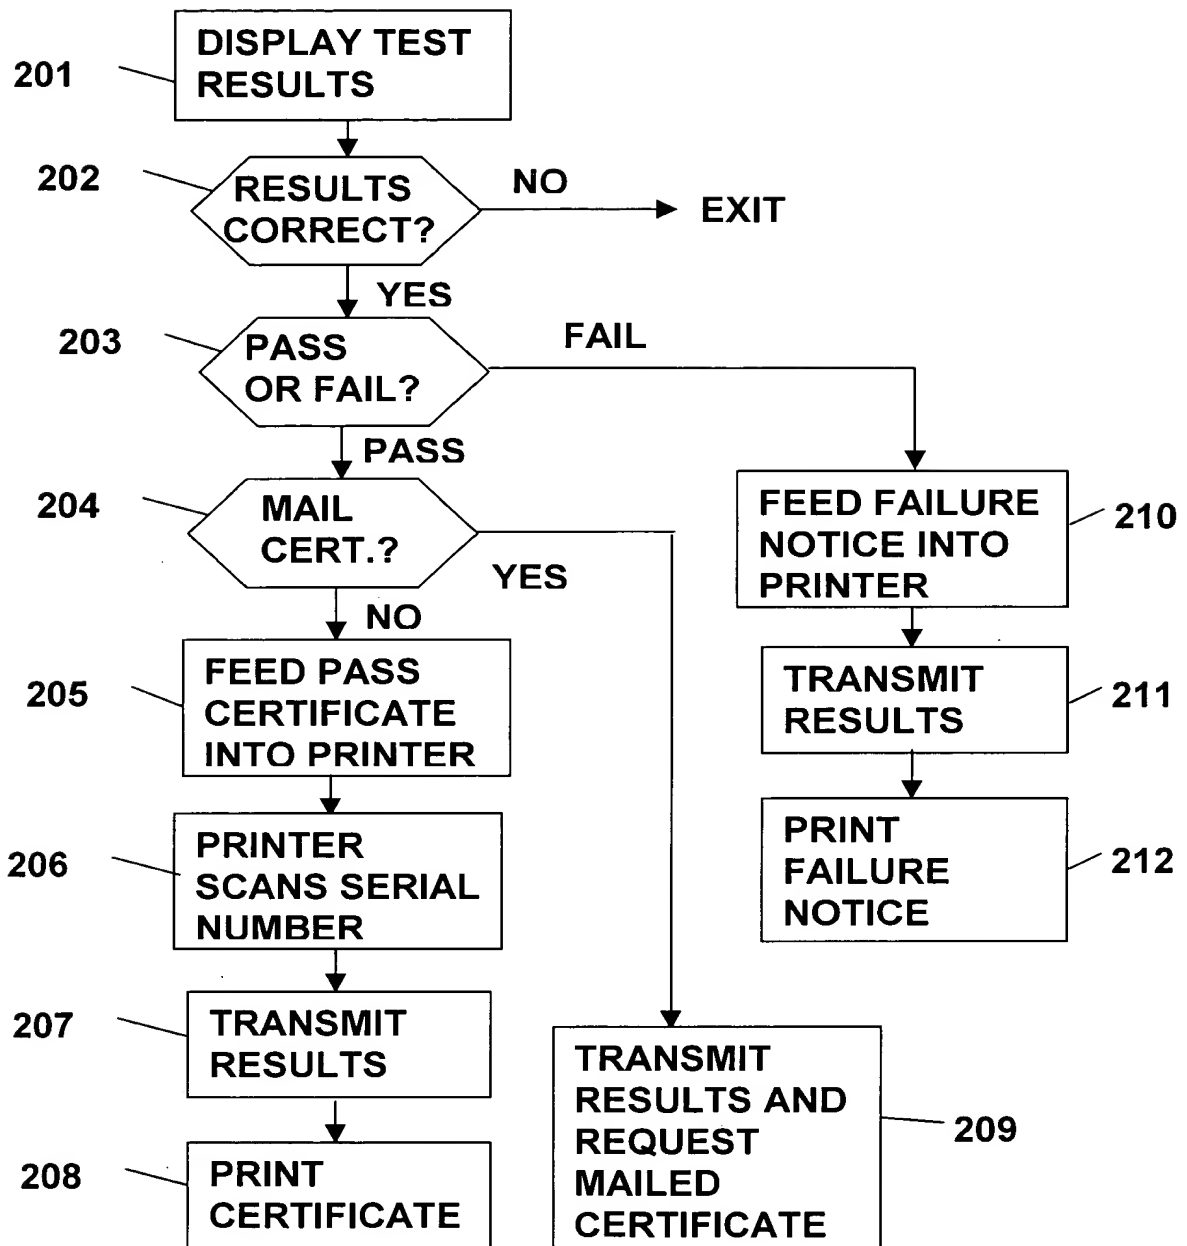 DISPLAY TEST
RESULTS
201
202
RESULTS
CORRECT?
NO
EXIT
YES
203
PASS
OR FAIL?
FAIL
PASS
204
MAIL
CERT.?
YES
NO
FEED FAILURE
NOTICE INTO
PRINTER
210
205
FEED PASS
CERTIFICATE
INTO PRINTER
TRANSMIT
RESULTS
211
206
PRINTER
SCANS SERIAL
NUMBER
PRINT
FAILURE
NOTICE
212
207
TRANSMIT
RESULTS
TRANSMIT
RESULTS AND
REQUEST
MAILED
CERTIFICATE
209
208
PRINT
CERTIFICATE